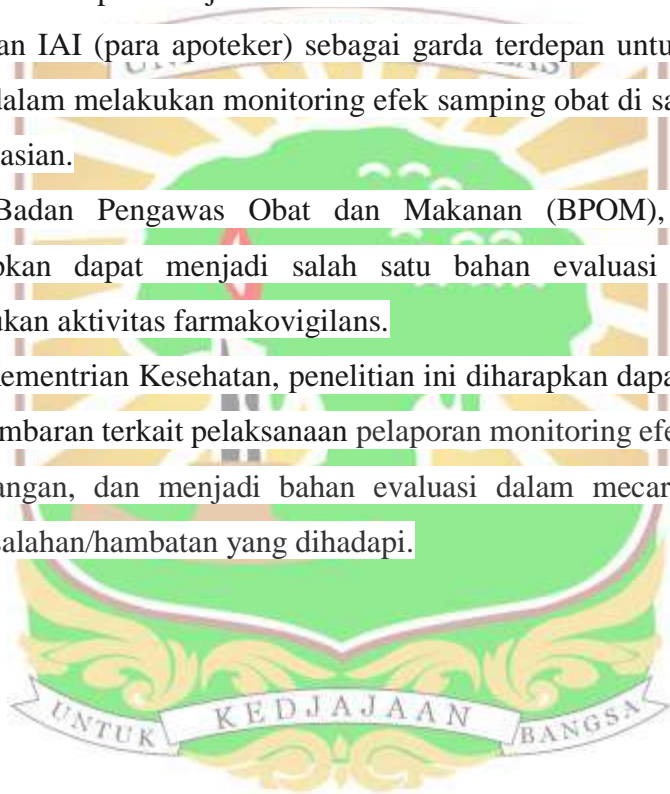 an IAI (para apoteker) sebagai garda terdepan untu
dalam melakukan monitoring efek samping obat di sa
asian.
Badan Pengawas Obat dan Makanan (BPOM),
pkan dapat menjadi salah satu bahan evaluasi
ukan aktivitas farmakovigilans.
Kementrian Kesehatan, penelitian ini diharapkan dapa
mbaran terkait pelaksanaan pelaporan monitoring efe
angan, dan menjadi bahan evaluasi dalam mecar
salahan/hambatan yang dihadapi.
UNTUK KEDJAJAAN BANGSA